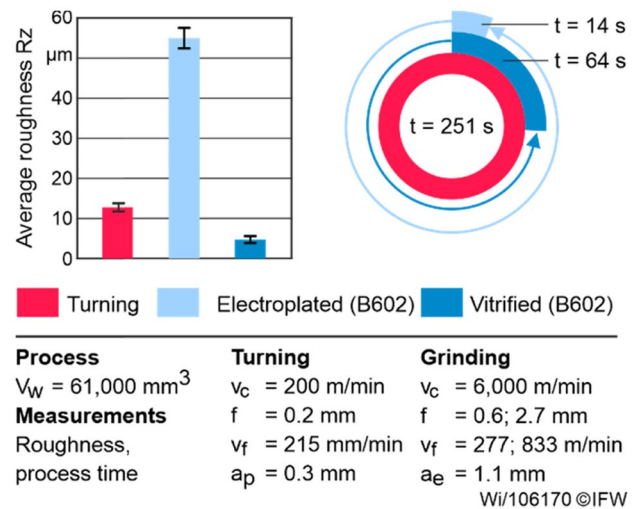 60
μm
40
30
20
10
0
Average roughness Rz
t = 14 s
t = 64 s
t = 251 s
Turning Electroplated (B602) Vitrified (B602)
Process Turning Grinding
Vw = 61,000 mm³ vc = 200 m/min vc = 6,000 m/min
Measurements f = 0.2 mm f = 0.6; 2.7 mm
Roughness, vf = 215 mm/min vf = 277; 833 m/min
process time ap = 0.3 mm ae = 1.1 mm
Wi/106170 ©IFW